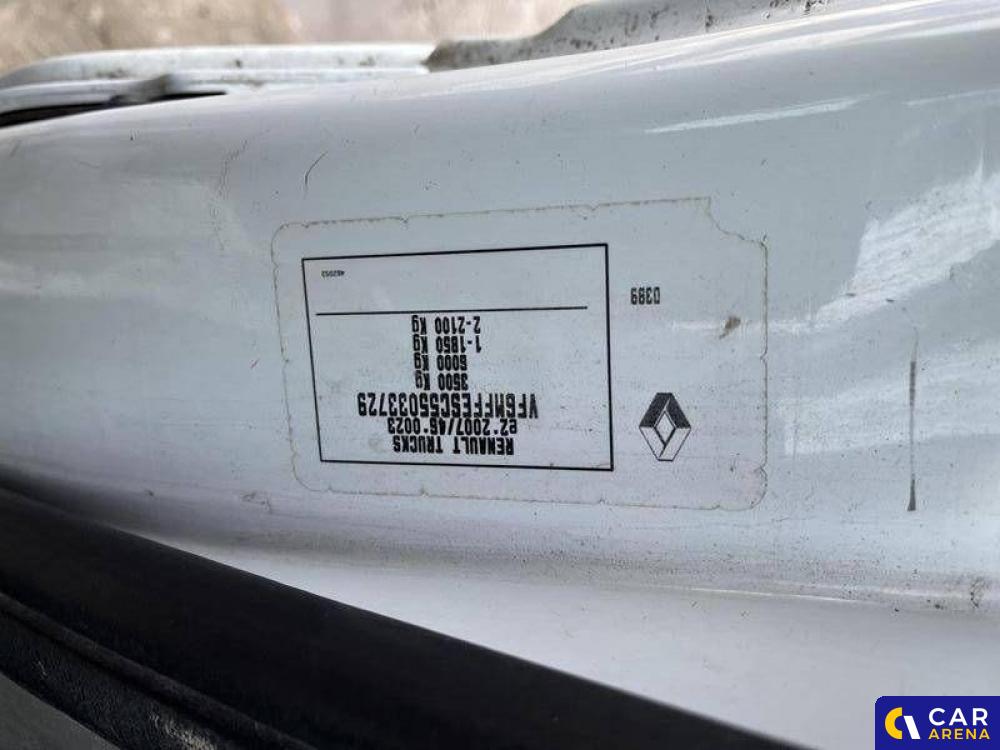 RENAULT TRUCKS
e2*2007/46*0023
VF6MFFESC55033729
3500 Kg
6000 Kg
1-1850 Kg
2-2100 Kg
D389
CAR
ARENA